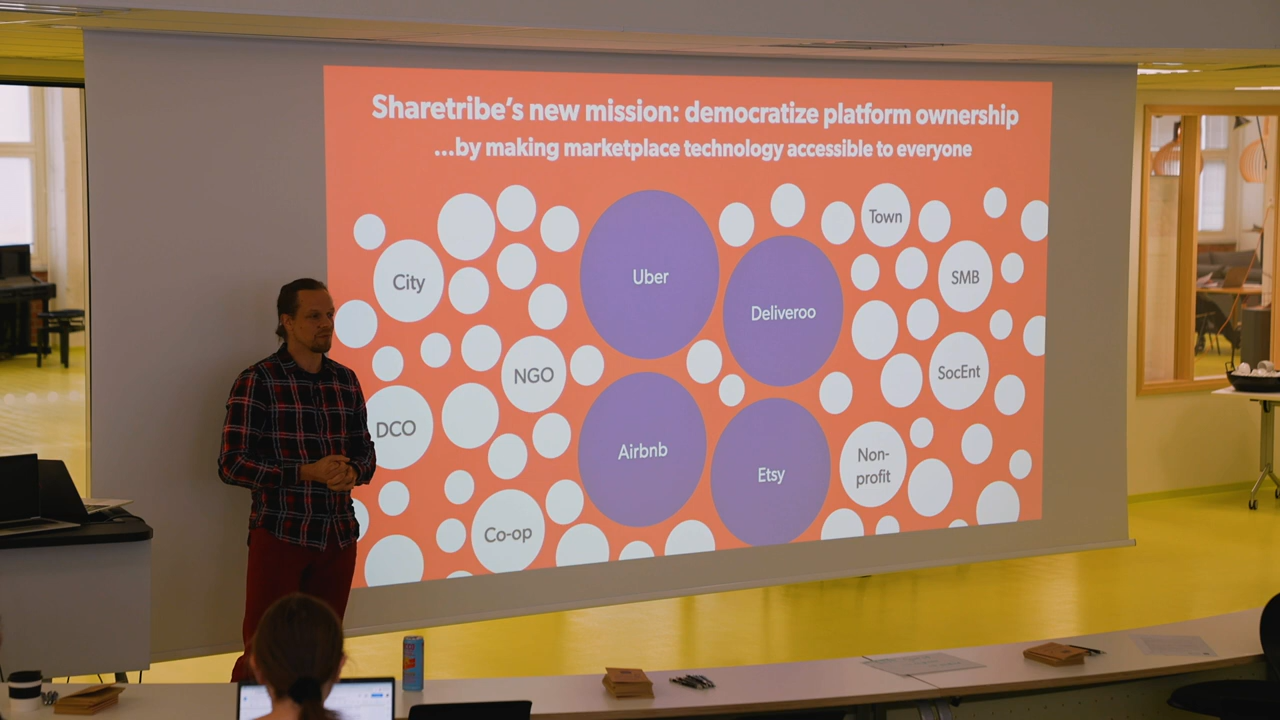 Sharetribe's new mission: democratize platform ownership
...by making marketplace technology accessible to everyone
Town
City
Uber
SMB
Deliveroo
NGO
SocEnt
DCO
Airbnb
Etsy
Non-
profit
Co-op